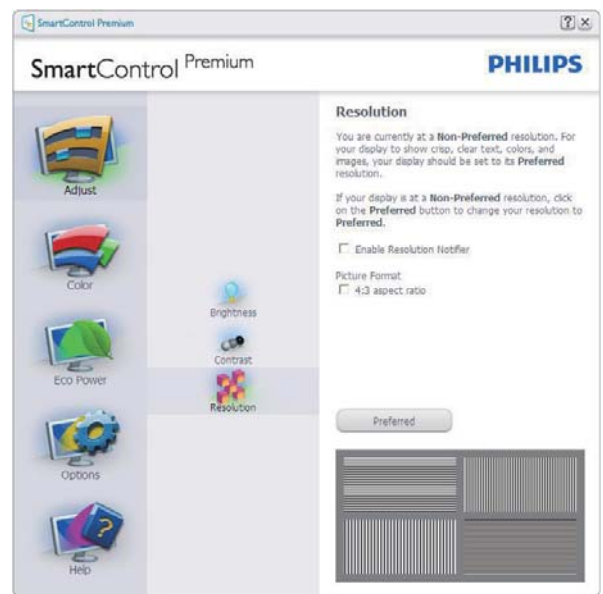 SmartControl Premium
SmartControl Premium
PHILIPS
Adjust
Color
Eco Power
Options
Help
Brightness
Contrast
Resolution
Resolution
You are currently at a Non-Preferred resolution. For
your display to show crisp, clear text, colors, and
images, your display should be set to its Preferred
resolution.
If your display is at a Non-Preferred resolution, click
on the Preferred button to change your resolution to
Preferred.
Enable Resolution Notifier
Picture Format
4:3 aspect ratio
Preferred